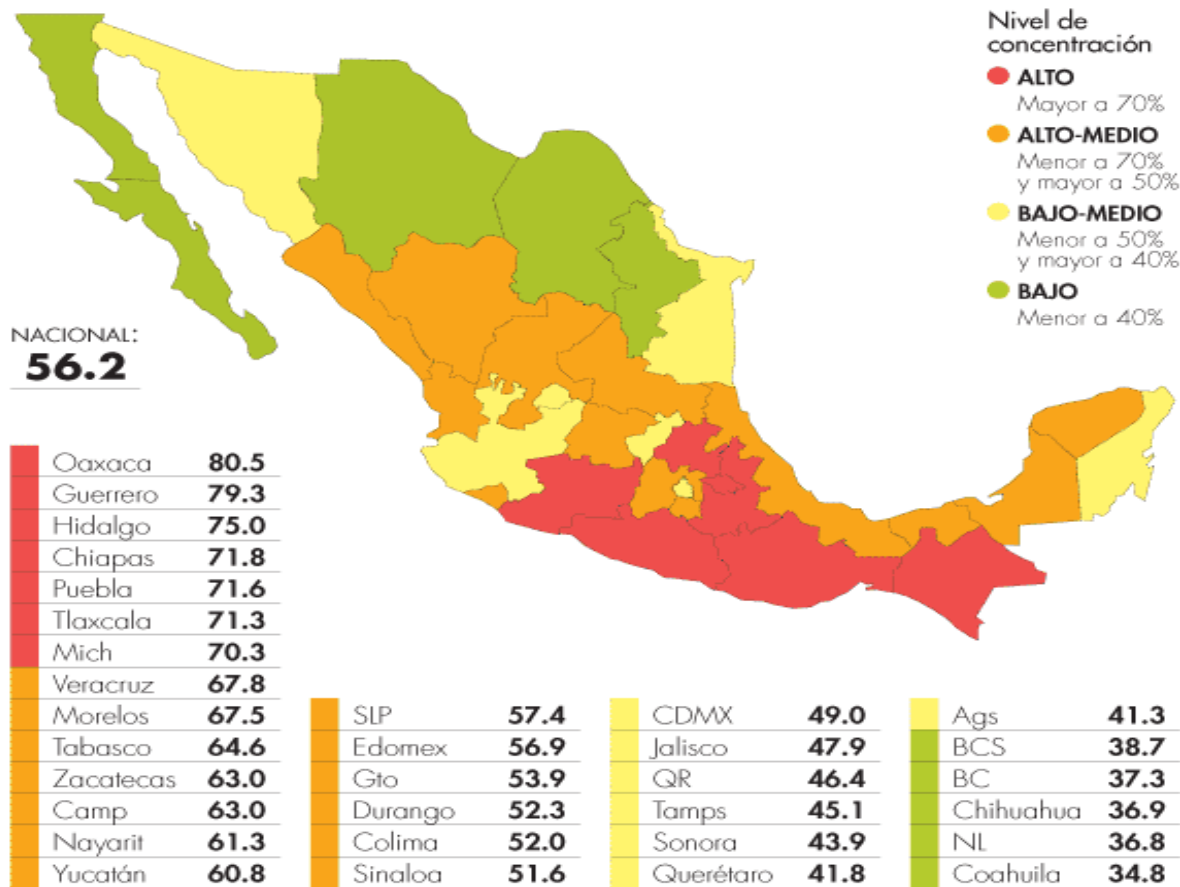 Nivel de
concentración
ALTO
Mayor a 70%
ALTO-MEDIO
Menor a 70%
y mayor a 50%
BAJO-MEDIO
Menor a 50%
y mayor a 40%
BAJO
Menor a 40%
NACIONAL:
56.2
Oaxaca 80.5
Guerrero 79.3
Hidalgo 75.0
Chiapas 71.8
Puebla 71.6
Tlaxcala 71.3
Mich 70.3
Veracruz 67.8
Morelos 67.5
Tabasco 64.6
Zacatecas 63.0
Camp 63.0
Nayarit 61.3
Yucatán 60.8
SLP 57.4
Edomex 56.9
Gto 53.9
Durango 52.3
Colima 52.0
Sinaloa 51.6
CDMX 49.0
Jalisco 47.9
QR 46.4
Tamps 45.1
Sonora 43.9
Querétaro 41.8
Ags 41.3
BCS 38.7
BC 37.3
Chihuahua 36.9
NL 36.8
Coahuila 34.8